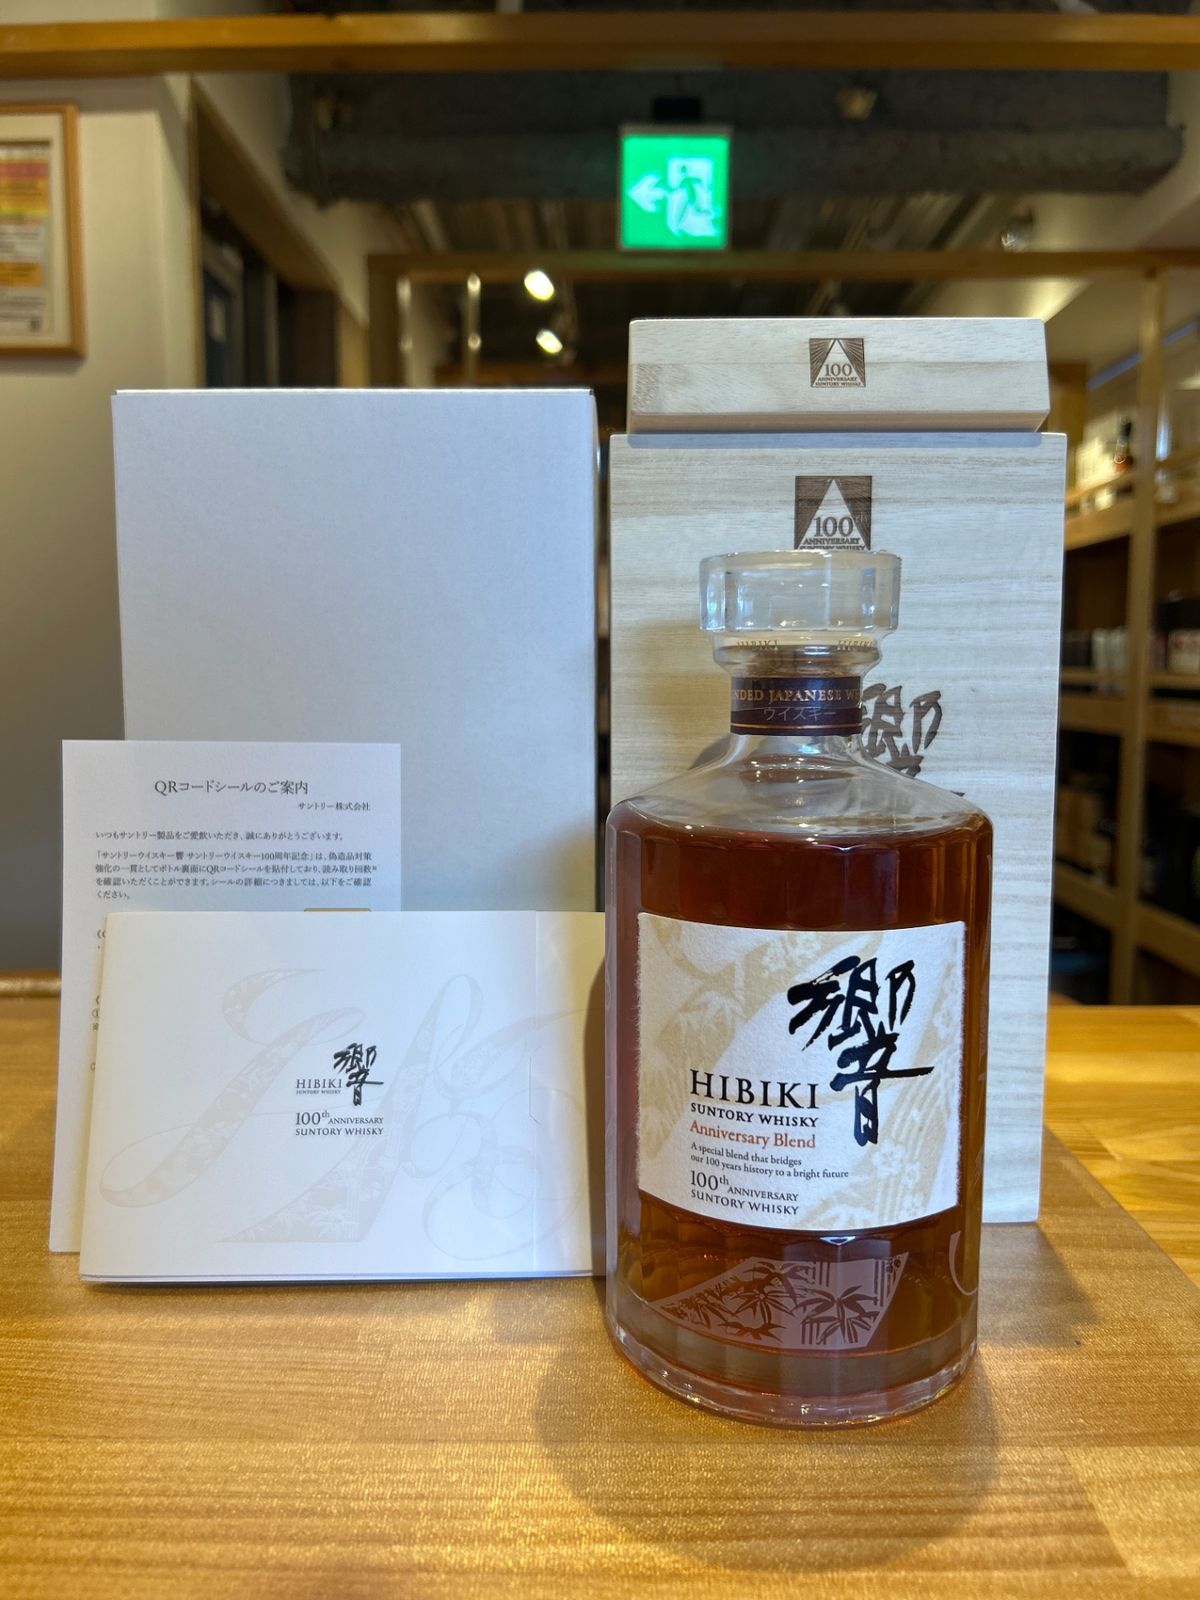 100
ANNIVERSARY
SUNTORY WHISKY
100th
ANNIVERSARY
SUNTORY WHISKY
響
HIBIKI
HIBIKI
JAPANESE
ウイスキー
響
HIBIKI
SUNTORY WHISKY
Anniversary Blend
A special blend that bridges
our 100 years history to a bright future
100th ANNIVERSARY
SUNTORY WHISKY
QRコードシールのご案内
サントリー株式会社
いつもサントリー製品をご愛飲いただき、誠にありがとうございます。
「サントリーウイスキー響 サントリーウイスキー100周年記念」は、偽造品対策
強化の一貫としてボトル裏面にQRコードシールを貼付しており、読み取り回数※
を確認いただくことができます。シールの詳細につきましては、以下をご確認
ください。
響
HIBIKI
SUNTORY WHISKY
100th ANNIVERSARY
SUNTORY WHISKY